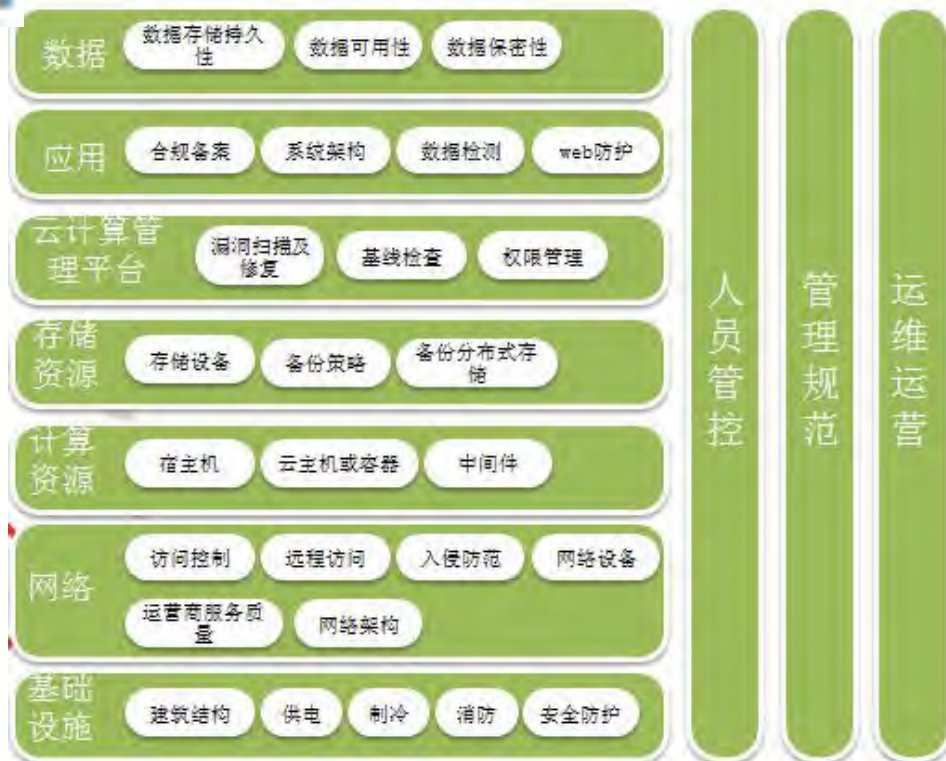 数据
数据存储持久
性
数据可用性
数据保密性
应用
合规备案
系统架构
数据检测
web防护
云计算管
理平台
漏洞扫描及
修复
基线检查
权限管理
存储
资源
存储设备
备份策略
备份分布式存
储
计算
资源
宿主机
云主机或容器
中间件
网络
访问控制
远程访问
入侵防范
网络设备
运营商服务质
量
网络架构
基础
设施
建筑结构
供电
制冷
消防
安全防护
人员管控
管理规范
运维运营